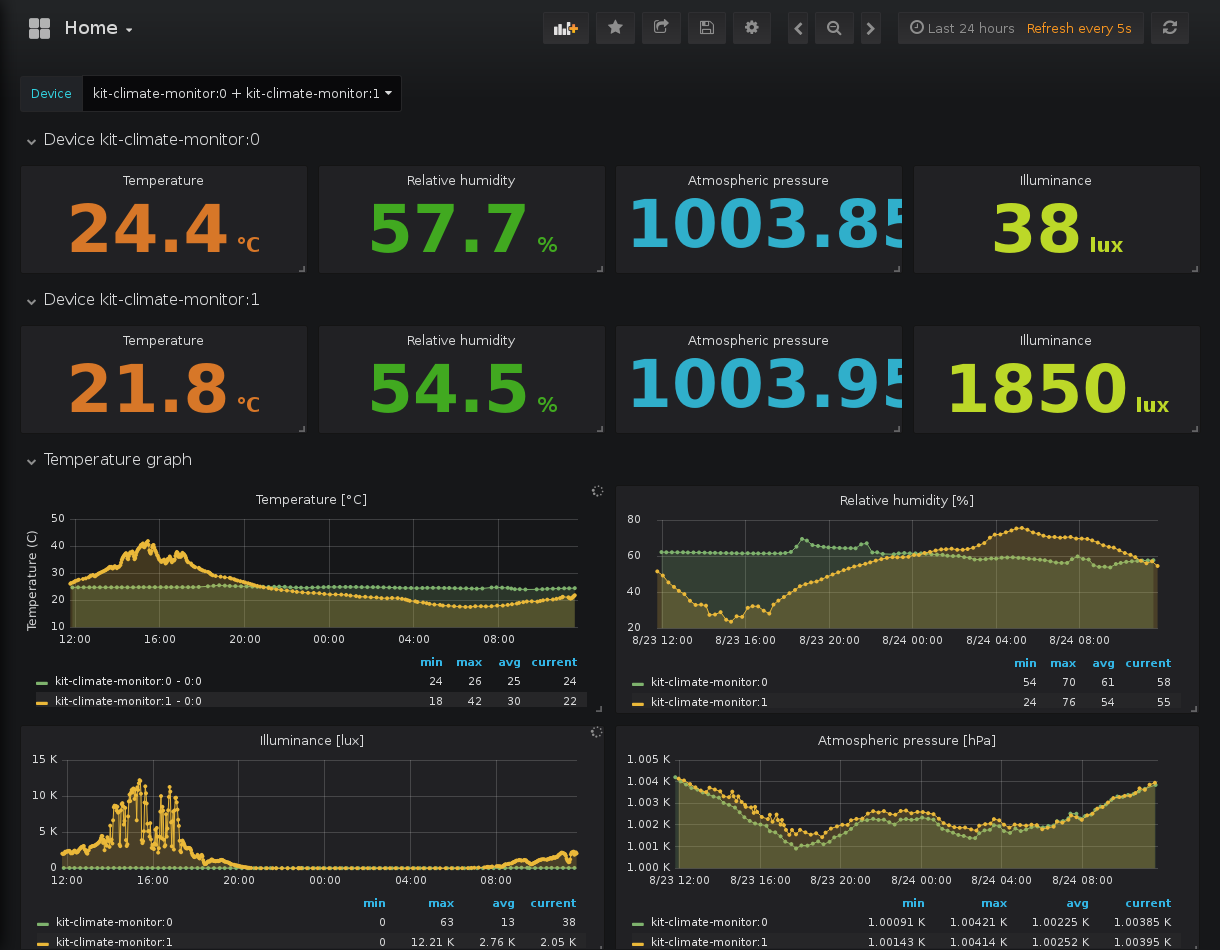 Home
Last 24 hours Refresh every 5s
Device kit-climate-monitor:0 + kit-climate-monitor:1
Device kit-climate-monitor:0
Temperature Relative humidity Atmospheric pressure Illuminance
24.4 °C 57.7 % 1003.85 38 lux
Device kit-climate-monitor:1
Temperature Relative humidity Atmospheric pressure Illuminance
21.8 °C 54.5 % 1003.95 1850 lux
Temperature graph
Temperature [°C]
Temperature (C)
50
40
30
20
10
12:00 16:00 20:00 00:00 04:00 08:00
min max avg current
kit-climate-monitor:0 - 0:0 24 26 25 24
kit-climate-monitor:1 - 0:0 18 42 30 22
Relative humidity [%]
80
60
40
20
8/23 12:00 8/23 16:00 8/23 20:00 8/24 00:00 8/24 04:00 8/24 08:00
min max avg current
kit-climate-monitor:0 54 70 61 58
kit-climate-monitor:1 24 76 54 55
Illuminance [lux]
15 K
10 K
5 K
0
12:00 16:00 20:00 00:00 04:00 08:00
min max avg current
kit-climate-monitor:0 0 63 13 38
kit-climate-monitor:1 0 12.21 K 2.76 K 2.05 K
Atmospheric pressure [hPa]
1.005 K
1.004 K
1.003 K
1.002 K
1.001 K
1.000 K
8/23 12:00 8/23 16:00 8/23 20:00 8/24 00:00 8/24 04:00 8/24 08:00
min max avg current
kit-climate-monitor:0 1.00091 K 1.00421 K 1.00225 K 1.00385 K
kit-climate-monitor:1 1.00143 K 1.00414 K 1.00252 K 1.00395 K